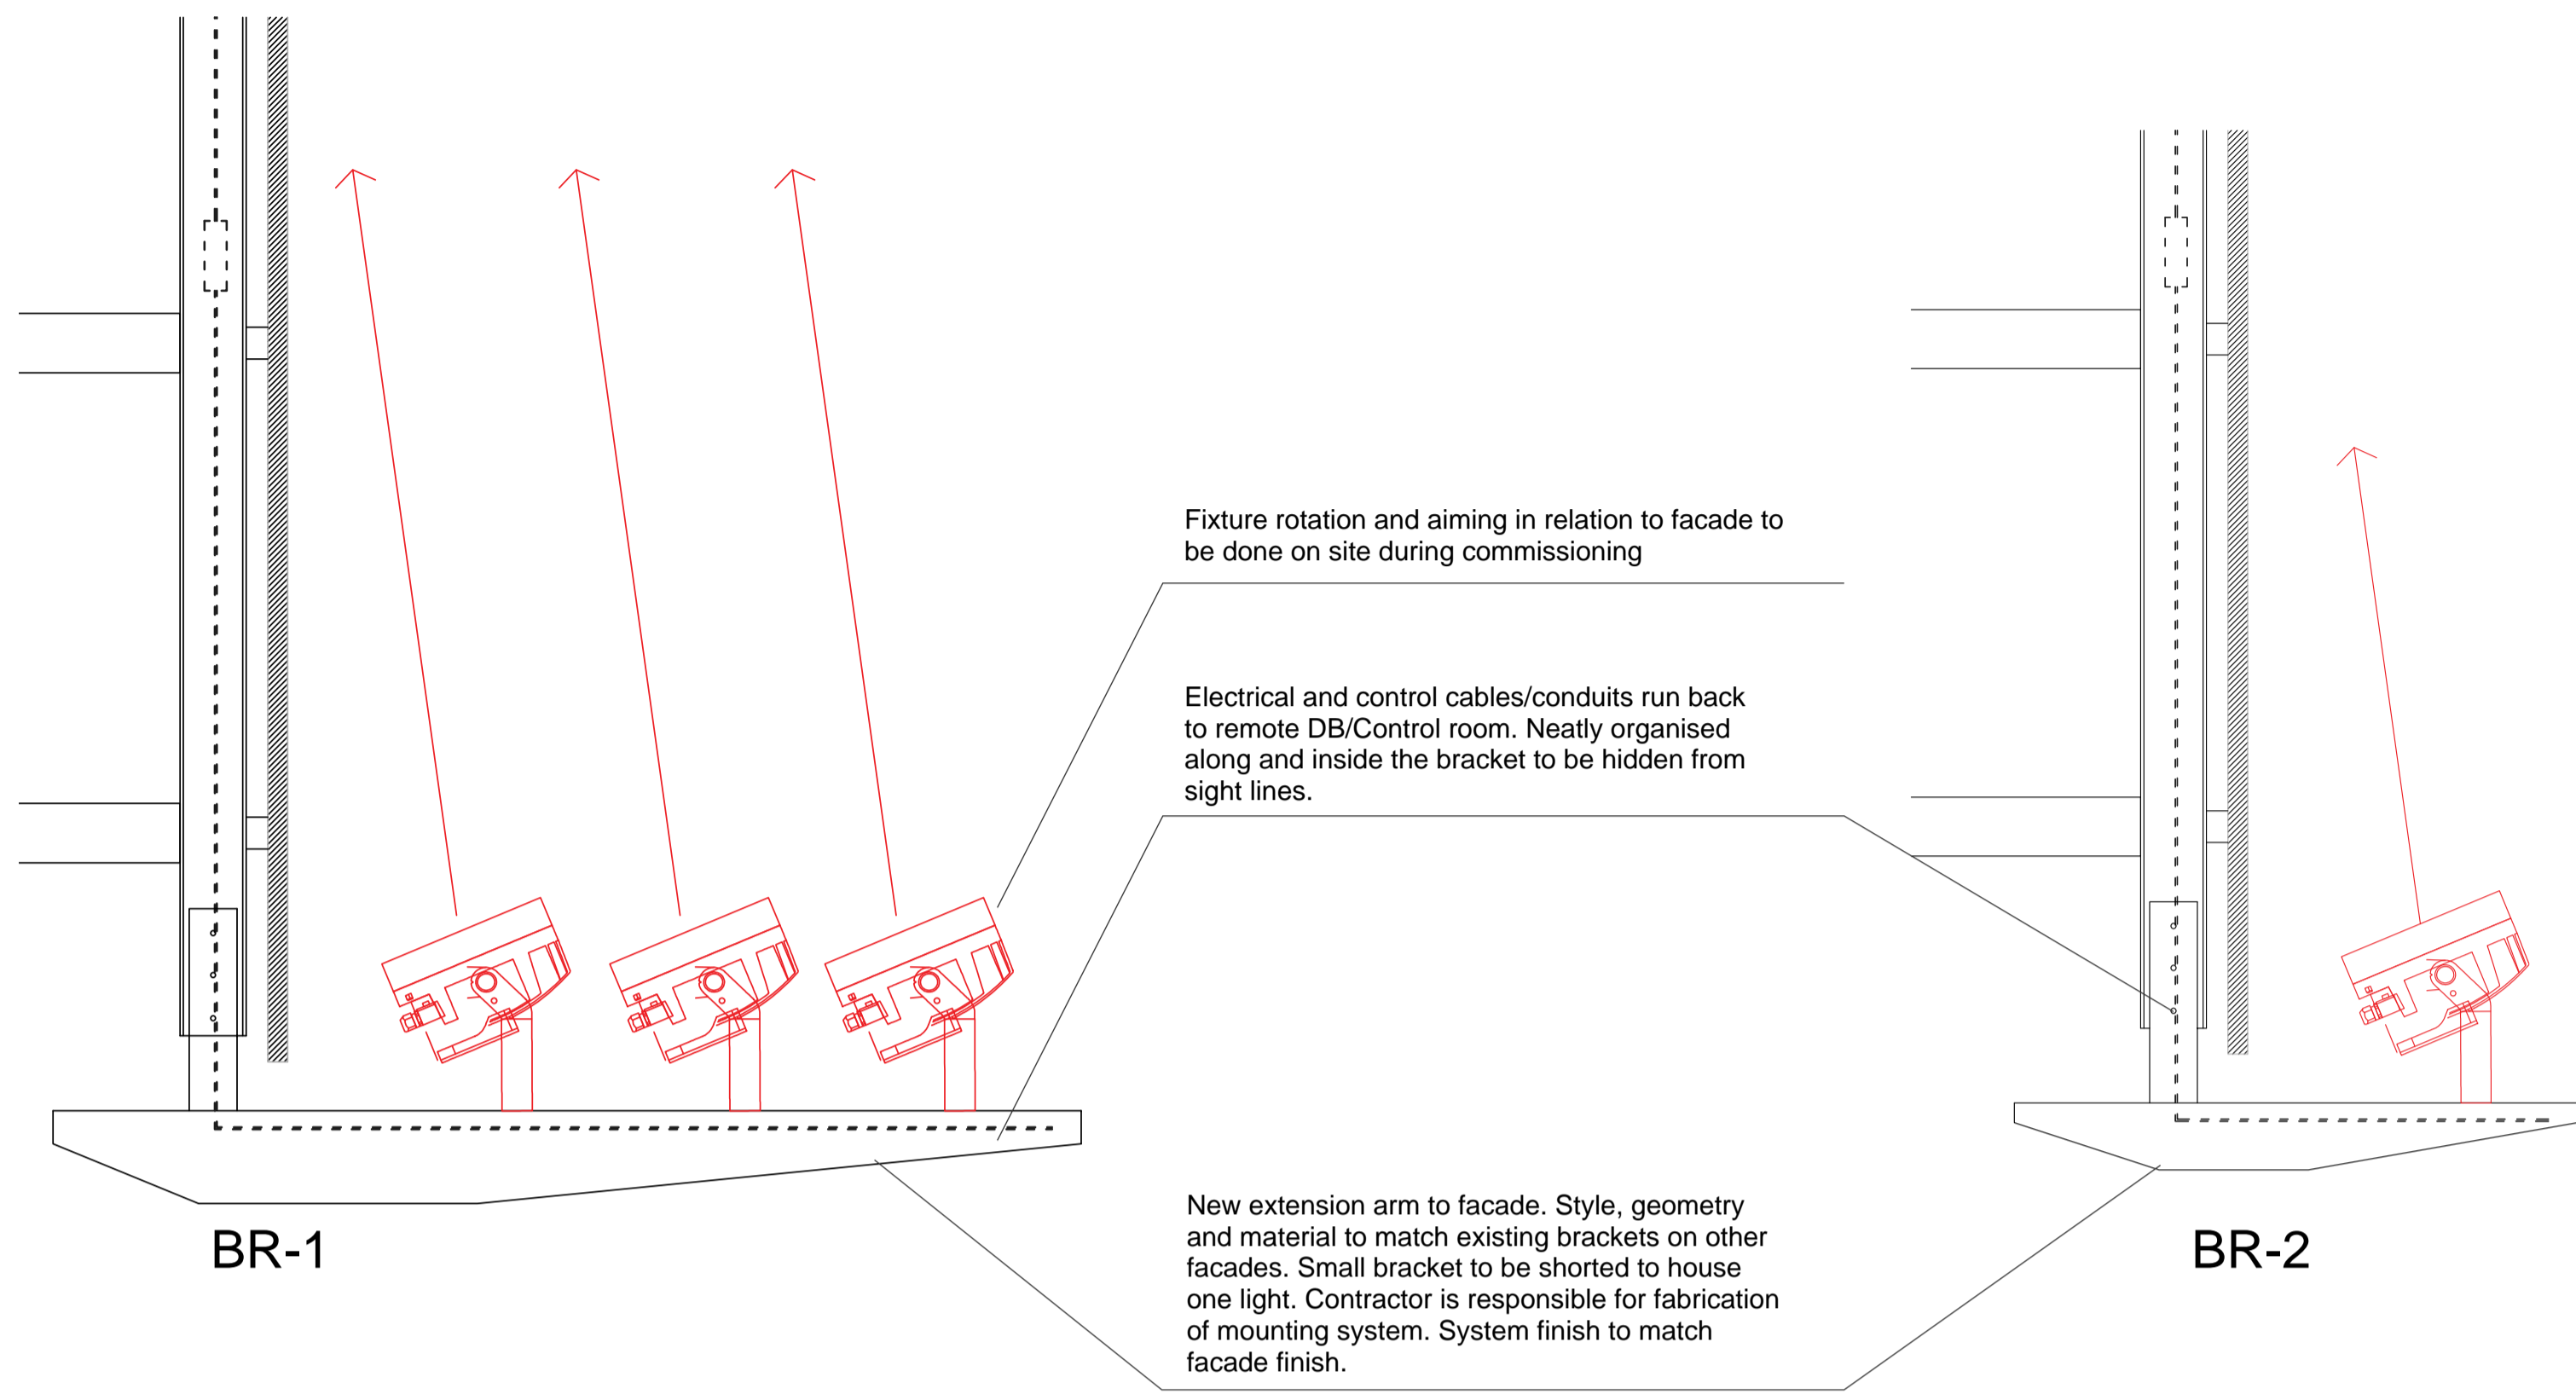 Fixture rotation and aiming in relation to facade to
be done on site during commissioning
Electrical and control cables/conduits run back
to remote DB/Control room. Neatly organised
along and inside the bracket to be hidden from
sight lines.
New extension arm to facade. Style, geometry
and material to match existing brackets on other
facades. Small bracket to be shorted to house
one light. Contractor is responsible for fabrication
of mounting system. System finish to match
facade finish.
BR-1
BR-2